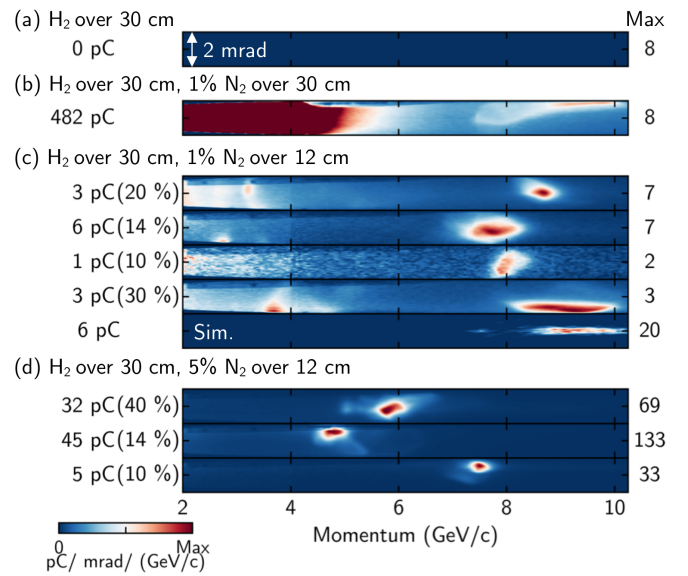 (a) H₂ over 30 cm Max
0 pC 2 mrad 8
(b) H₂ over 30 cm, 1% N₂ over 30 cm
482 pC 8
(c) H₂ over 30 cm, 1% N₂ over 12 cm
3 pC(20 %) 7
6 pC(14 %) 7
1 pC(10 %) 2
3 pC(30 %) 3
6 pC Sim. 20
(d) H₂ over 30 cm, 5% N₂ over 12 cm
32 pC(40 %) 69
45 pC(14 %) 133
5 pC(10 %) 33
2 4 6 8 10
Momentum (GeV/c)
0 Max
pC/ mrad/ (GeV/c)